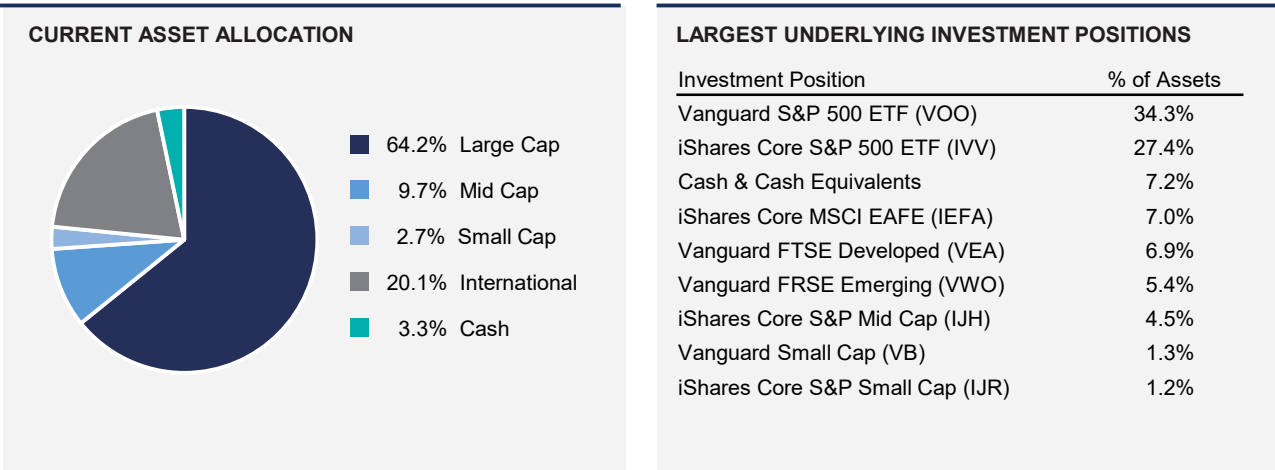 CURRENT ASSET ALLOCATION
64.2% Large Cap
9.7% Mid Cap
2.7% Small Cap
20.1% International
3.3% Cash
LARGEST UNDERLYING INVESTMENT POSITIONS
Investment Position % of Assets
Vanguard S&P 500 ETF (VOO) 34.3%
iShares Core S&P 500 ETF (IVV) 27.4%
Cash & Cash Equivalents 7.2%
iShares Core MSCI EAFE (IEFA) 7.0%
Vanguard FTSE Developed (VEA) 6.9%
Vanguard FRSE Emerging (VWO) 5.4%
iShares Core S&P Mid Cap (IJH) 4.5%
Vanguard Small Cap (VB) 1.3%
iShares Core S&P Small Cap (IJR) 1.2%